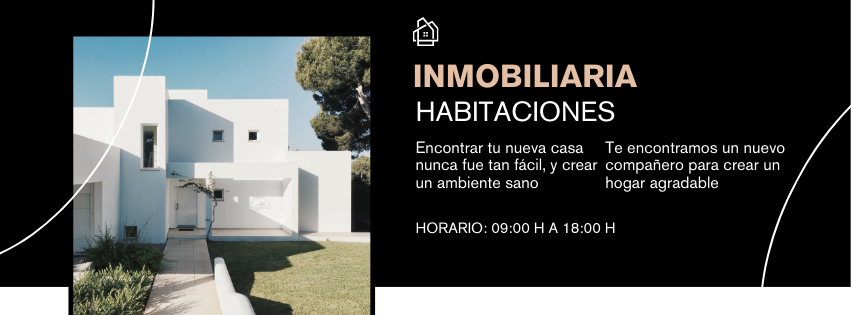 INMOBILIARIA
HABITACIONES
Encontrar tu nueva casa
nunca fue tan fácil, y crear
un ambiente sano
Te encontramos un nuevo
compañero para crear un
hogar agradable
HORARIO: 09:00 H A 18:00 H